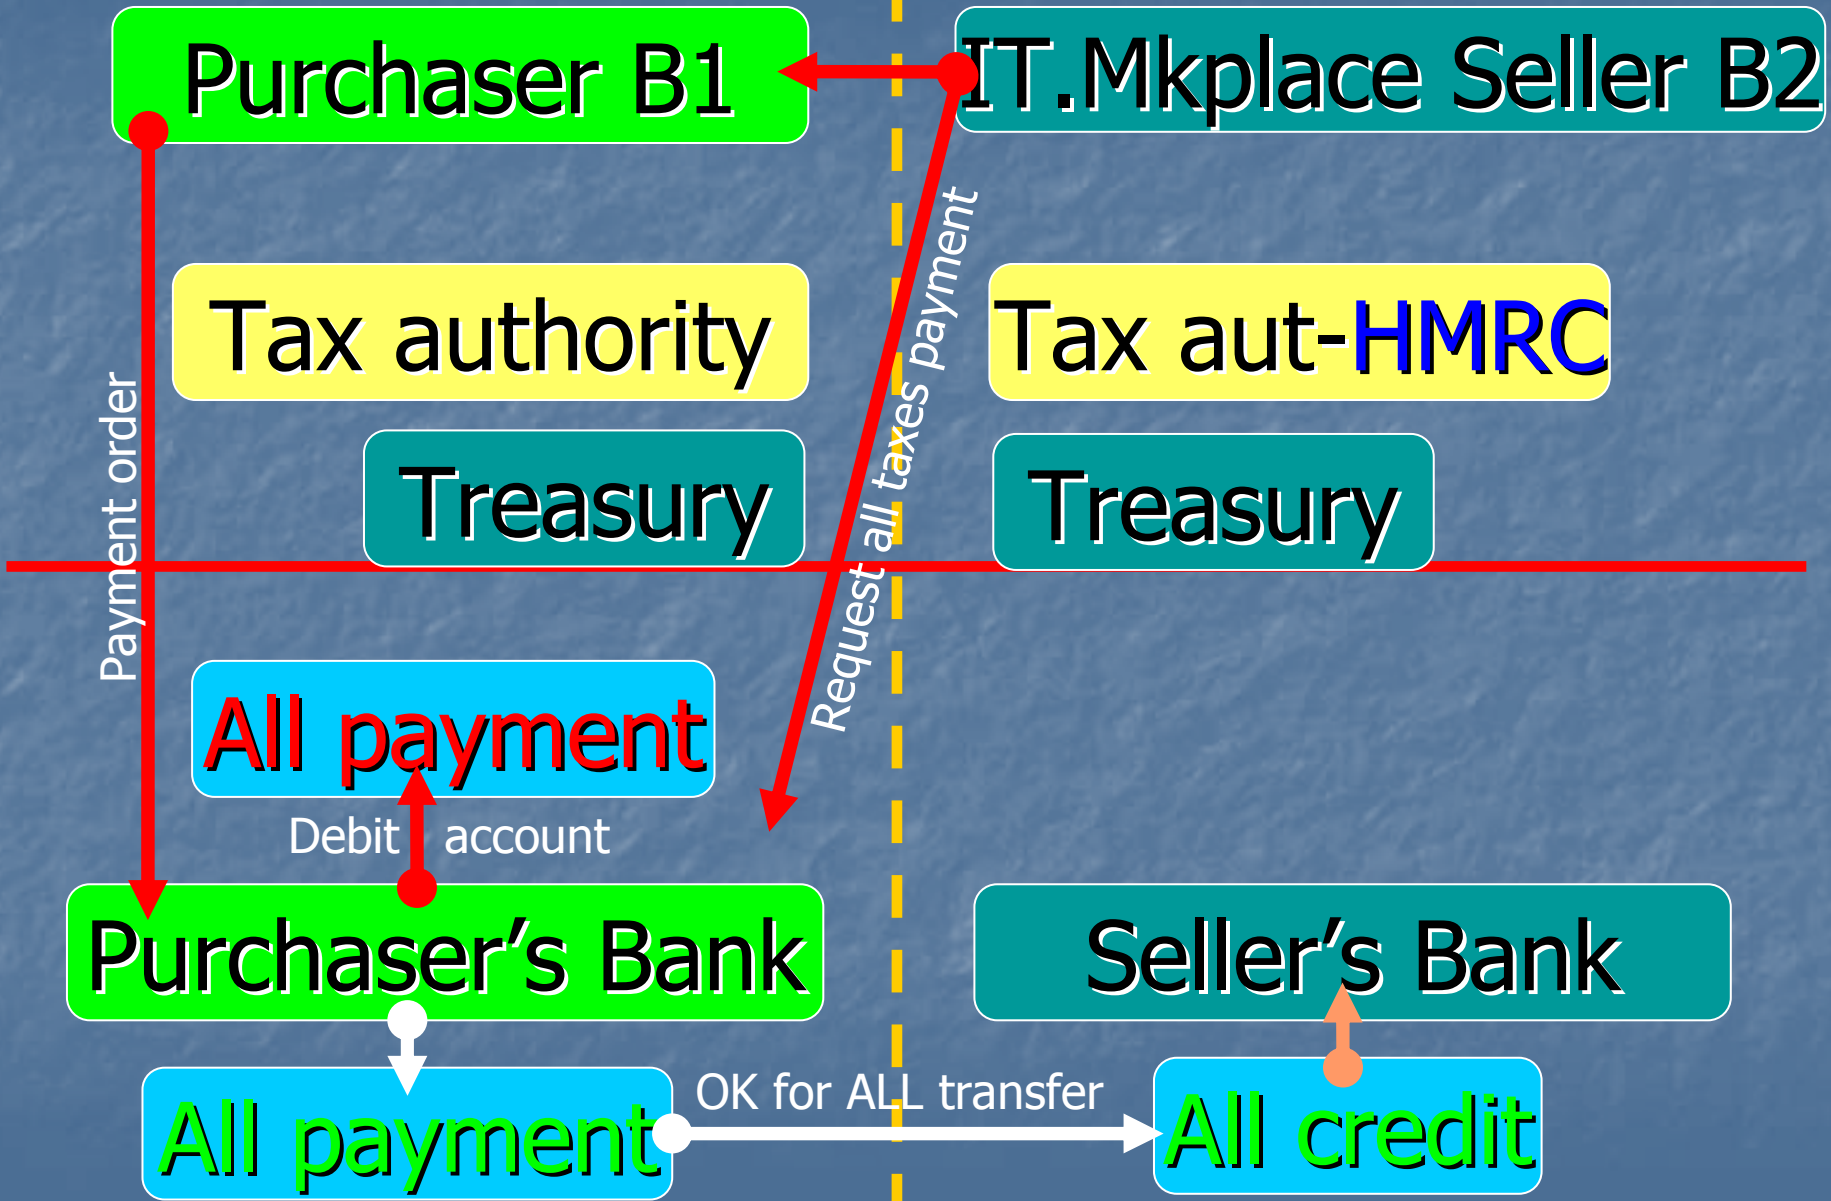 Purchaser B1
IT.Mkplace Seller B2
Request all taxes payment
Payment order
Tax authority
Tax aut-HMRC
Treasury
Treasury
All payment
Debit account
Purchaser’s Bank
Seller’s Bank
All payment
OK for ALL transfer
All credit